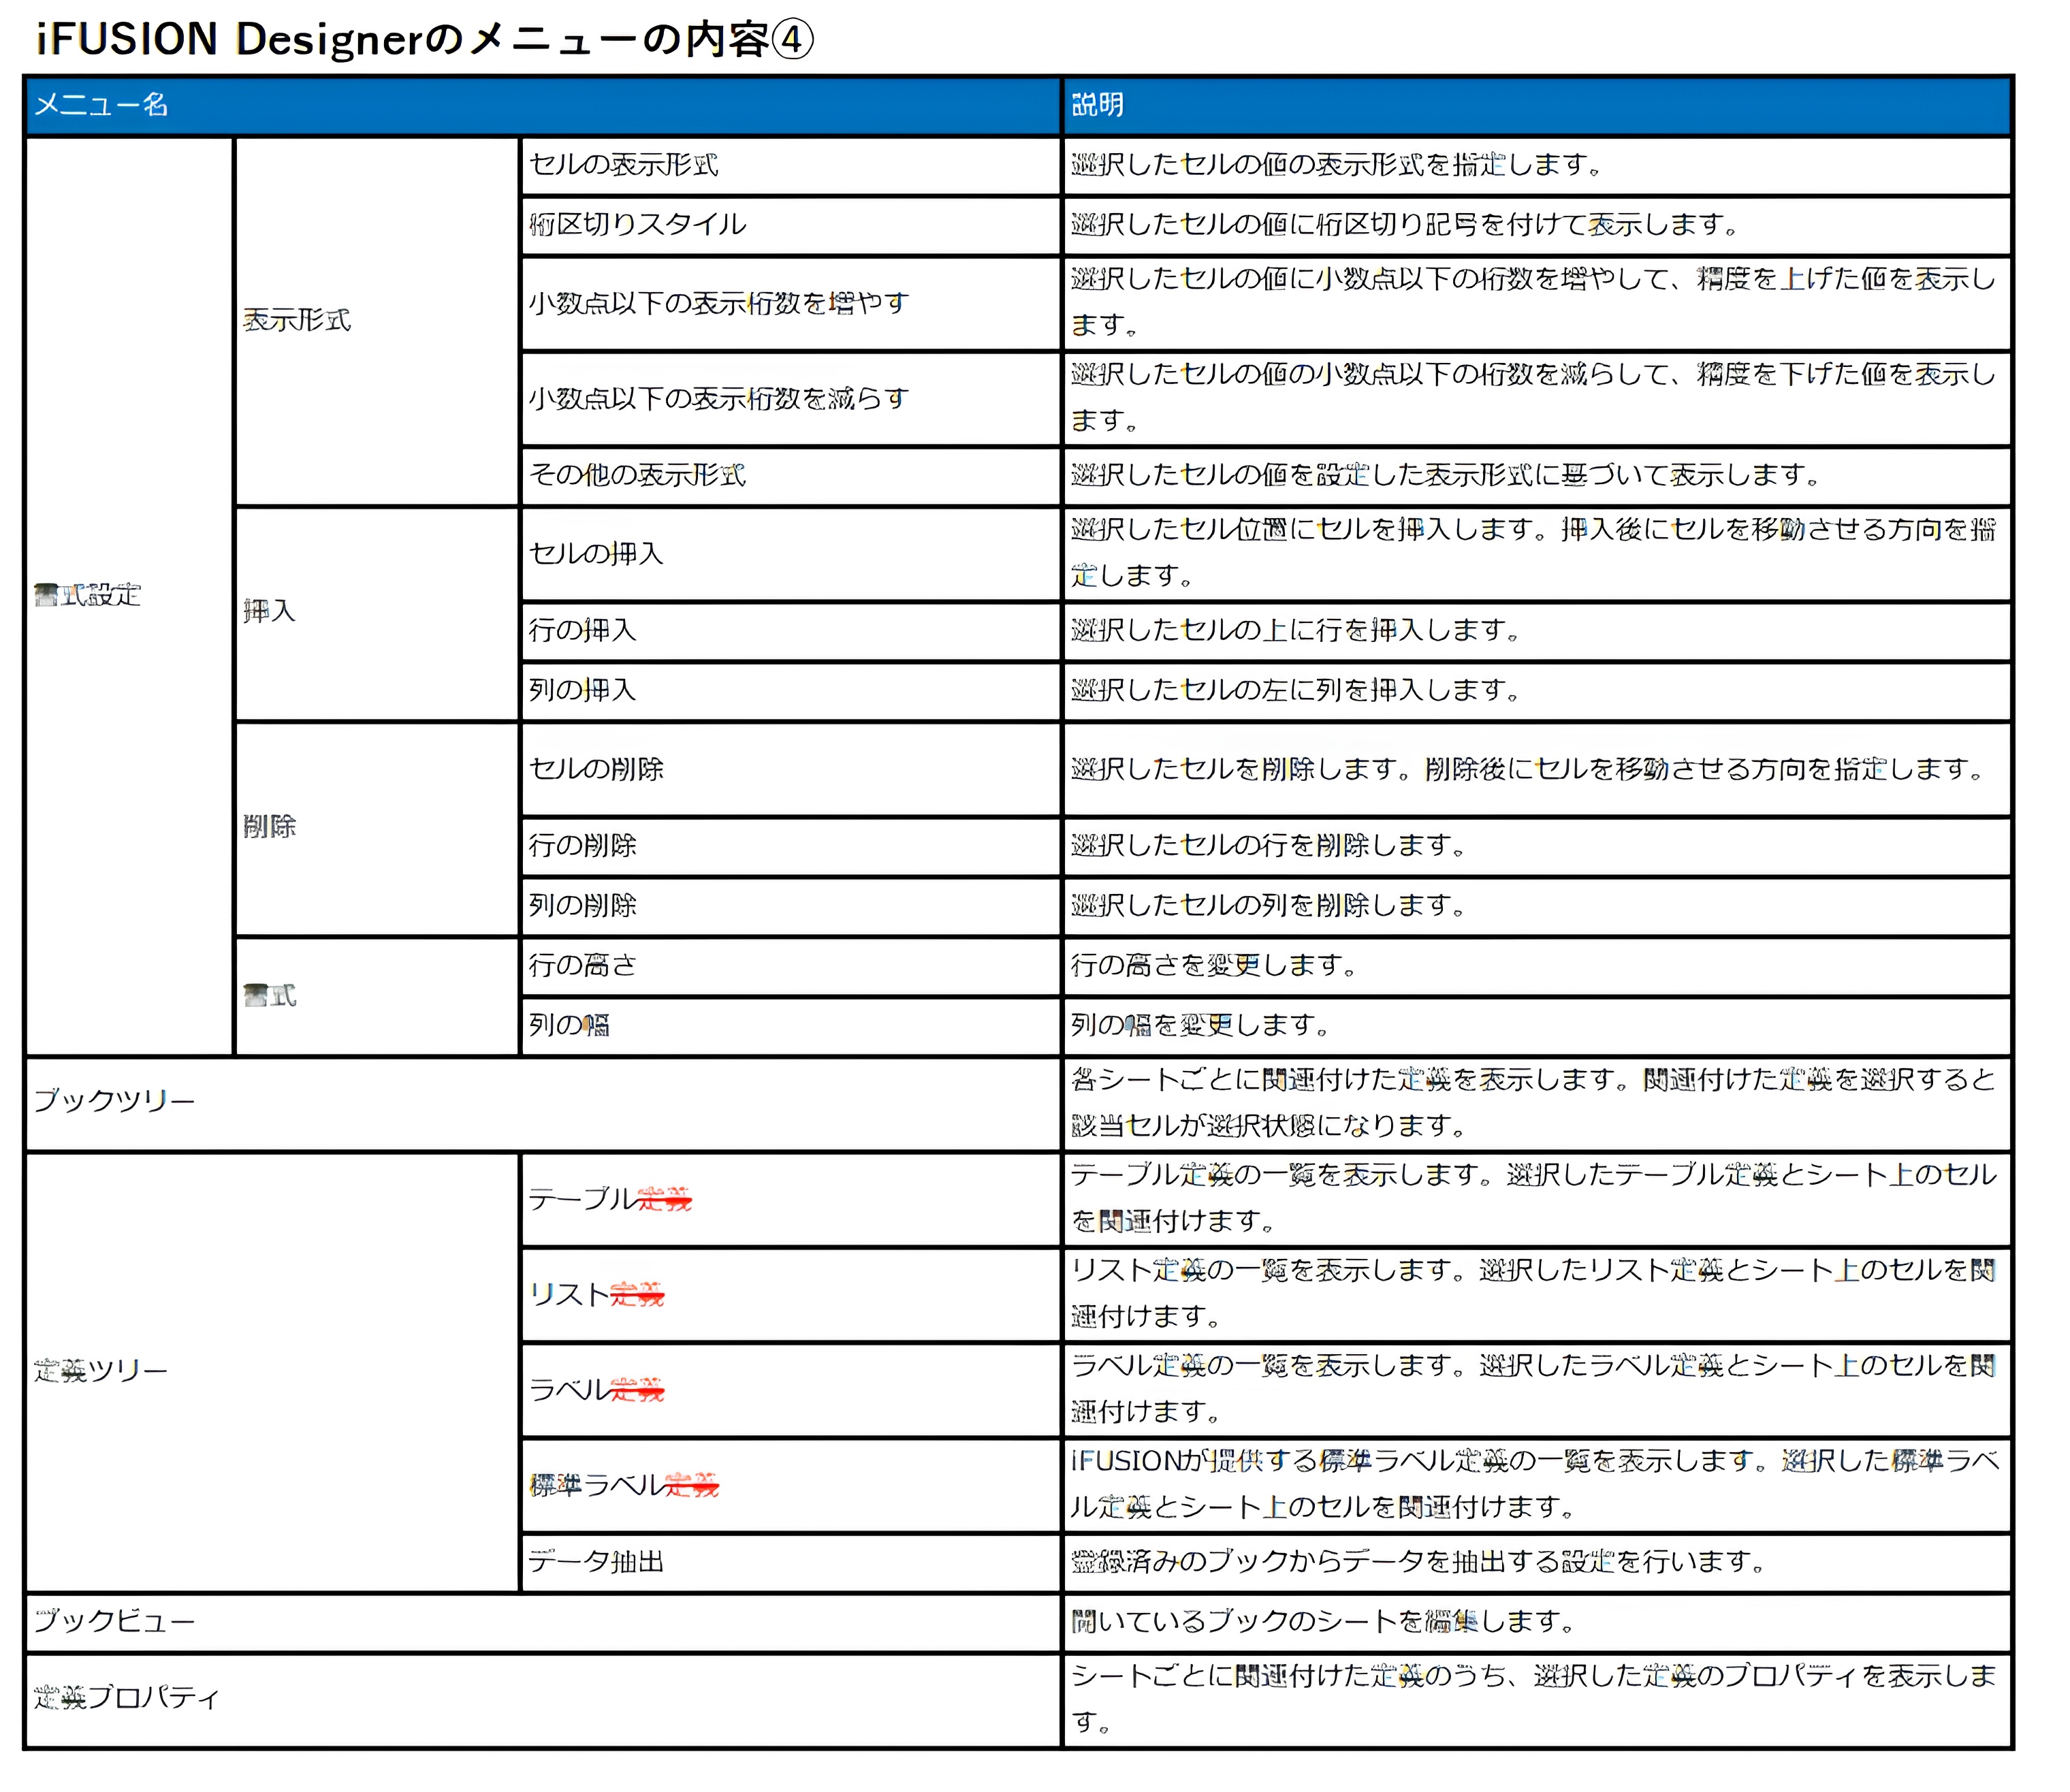 iFUSION Designerのメニューの内容④
メニュー名
説明
書式設定
表示形式
セルの表示形式
選択したセルの値の表示形式を指定します。
桁区切りスタイル
選択したセルの値に桁区切り記号を付けて表示します。
小数点以下の表示桁数を増やす
選択したセルの値に小数点以下の桁数を増やして、精度を上げた値を表示し
ます。
小数点以下の表示桁数を減らす
選択したセルの値の小数点以下の桁数を減らして、精度を下げた値を表示し
ます。
その他の表示形式
選択したセルの値を設定した表示形式に基づいて表示します。
挿入
セルの挿入
選択したセル位置にセルを挿入します。挿入後にセルを移動させる方向を指
定します。
行の挿入
選択したセルの上に行を挿入します。
列の挿入
選択したセルの左に列を挿入します。
削除
セルの削除
選択したセルを削除します。削除後にセルを移動させる方向を指定します。
行の削除
選択したセルの行を削除します。
列の削除
選択したセルの列を削除します。
書式
行の高さ
行の高さを変更します。
列の幅
列の幅を変更します。
ブックツリー
各シートごとに関連付けた定義を表示します。関連付けた定義を選択すると
該当セルが選択状態になります。
定義ツリー
テーブル定義
テーブル定義の一覧を表示します。選択したテーブル定義とシート上のセル
を関連付けます。
リスト定義
リスト定義の一覧を表示します。選択したリスト定義とシート上のセルを関
連付けます。
ラベル定義
ラベル定義の一覧を表示します。選択したラベル定義とシート上のセルを関
連付けます。
標準ラベル定義
iFUSIONが提供する標準ラベル定義の一覧を表示します。選択した標準ラベ
ル定義とシート上のセルを関連付けます。
データ抽出
登録済みのブックからデータを抽出する設定を行います。
ブックビュー
開いているブックのシートを編集します。
定義プロパティ
シートごとに関連付けた定義のうち、選択した定義のプロパティを表示しま
す。